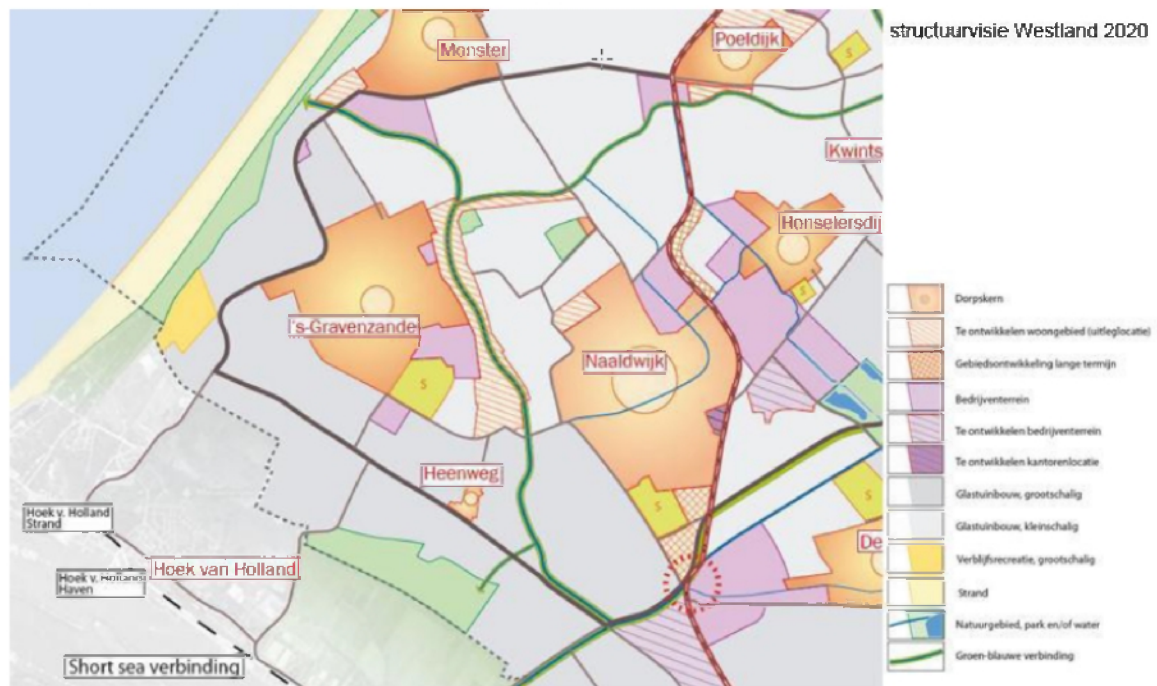 structuurvisie Westland 2020
Monster
Poeldijk
S
Kwints
Honselersdij
S
's-Gravenzande
Naaldwijk
S
Heenweg
S
S
De
Hoek v. Holland
Strand
Hoek v. Holland
Haven
Hoek van Holland
Short sea verbinding
Dorpskern
Te ontwikkelen woongebied (uitleglocatie)
Gebiedsontwikkeling lange termijn
Bedrijventerrein
Te ontwikkelen bedrijventerrein
Te ontwikkelen kantorenlocatie
Glastuinbouw, grootschalig
Glastuinbouw, kleinschalig
Verblijfsrecreatie, grootschalig
Strand
Natuurgebied, park en/of water
Groen-blauwe verbinding